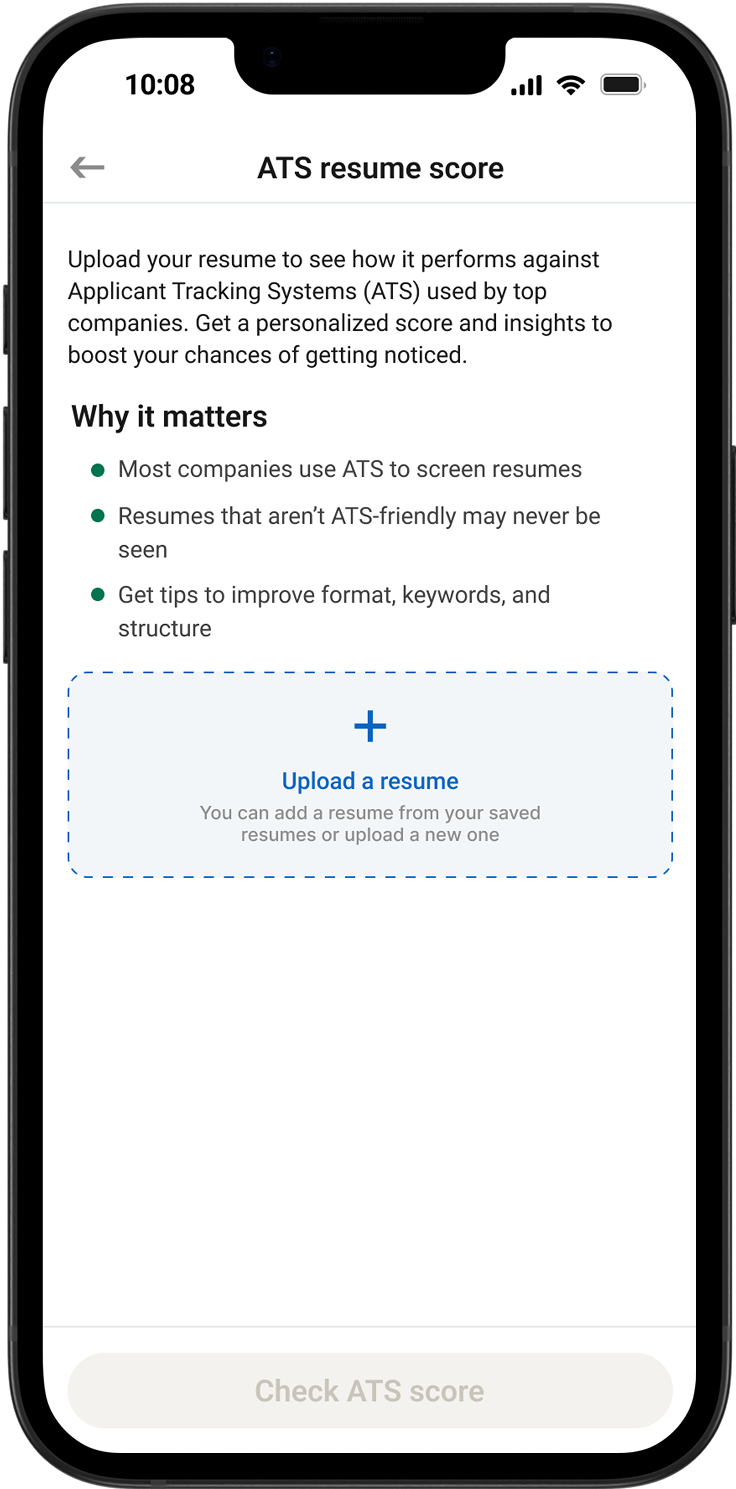 10:08
ATS resume score
Upload your resume to see how it performs against
Applicant Tracking Systems (ATS) used by top
companies. Get a personalized score and insights to
boost your chances of getting noticed.
Why it matters
Most companies use ATS to screen resumes
Resumes that aren’t ATS-friendly may never be
seen
Get tips to improve format, keywords, and
structure
Upload a resume
You can add a resume from your saved
resumes or upload a new one
Check ATS score